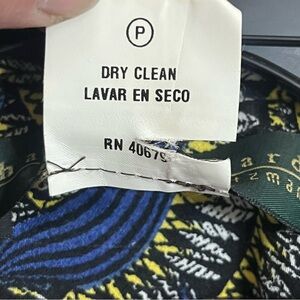 P
DRY CLEAN
LAVAR EN SECO
RN 40679